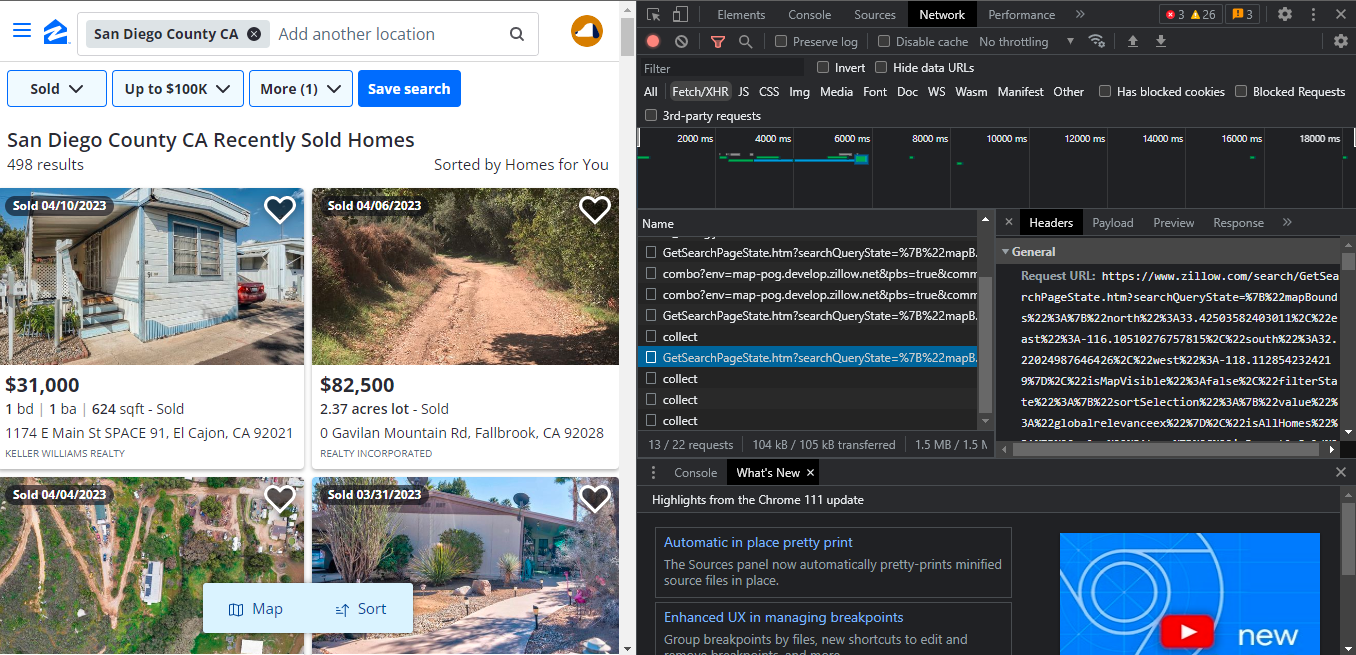 San Diego County CA
Add another location
Sold
Up to $100K
More (1)
Save search
San Diego County CA Recently Sold Homes
498 results
Sorted by Homes for You
Sold 04/10/2023
$31,000
1 bd | 1 ba | 624 sqft - Sold
1174 E Main St SPACE 91, El Cajon, CA 92021
KELLER WILLIAMS REALTY
Sold 04/06/2023
$82,500
2.37 acres lot - Sold
0 Gavilan Mountain Rd, Fallbrook, CA 92028
REALTY INCORPORATED
Sold 04/04/2023
Sold 03/31/2023
Map
Sort
Elements
Console
Sources
Network
Performance
3
26
3
Preserve log
Disable cache
No throttling
Filter
Invert
Hide data URLs
All
Fetch/XHR
JS
CSS
Img
Media
Font
Doc
WS
Wasm
Manifest
Other
Has blocked cookies
Blocked Requests
3rd-party requests
2000 ms
4000 ms
6000 ms
8000 ms
10000 ms
12000 ms
14000 ms
16000 ms
18000 ms
Name
GetSearchPageState.htm?searchQueryState=%7B%22mapB.
combo?env=map-pog.develop.zillow.net&pbs=true&comm
combo?env=map-pog.develop.zillow.net&pbs=true&comm
GetSearchPageState.htm?searchQueryState=%7B%22mapB.
collect
GetSearchPageState.htm?searchQueryState=%7B%22mapB.
collect
collect
collect
13 / 22 requests
104 kB / 105 kB transferred
1.5 MB / 1.5 M
Headers
Payload
Preview
Response
General
Request URL: https://www.zillow.com/search/GetSea
rchPageState.htm?searchQueryState=%7B%22mapBound
s%22%3A%7B%22north%22%3A33.42503582403011%2C%22e
ast%22%3A-116.10510276757815%2C%22south%22%3A32.
22024987646426%2C%22west%22%3A-118.1128542324​21
9%7D%2C%22isMapVisible%22%3Afalse%2C%22filterSta
te%22%3A%7B%22sortSelection%22%3A%7B%22value%22%
3A%22globalrelevanceex%22%7D%2C%22isAllHomes%22%
Console
What's New
Highlights from the Chrome 111 update
Automatic in place pretty print
The Sources panel now automatically pretty-prints minified
source files in place.
Enhanced UX in managing breakpoints
Group breakpoints by files, new shortcuts to edit and
remove breakpoints, and more.
new